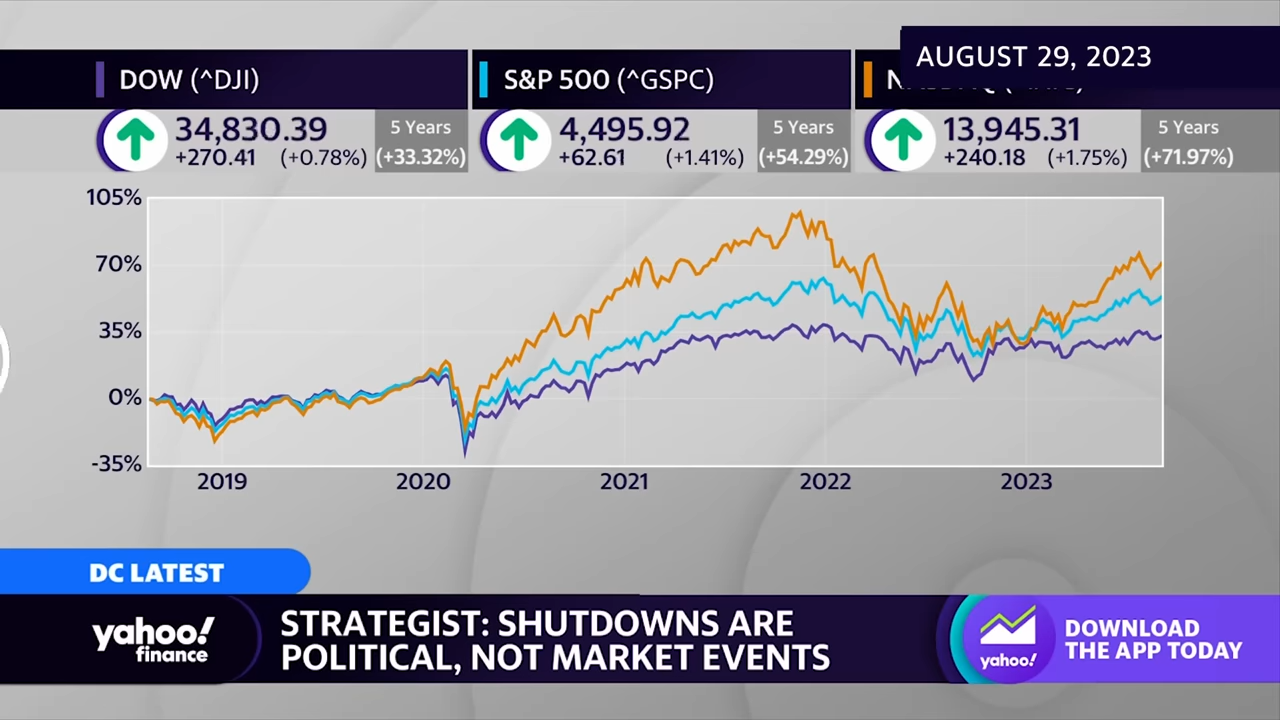 AUGUST 29, 2023
DOW (^DJI)
34,830.39
+270.41 (+0.78%)
5 Years
(+33.32%)
S&P 500 (^GSPC)
4,495.92
+62.61 (+1.41%)
5 Years
(+54.29%)
13,945.31
+240.18 (+1.75%)
5 Years
(+71.97%)
105%
70%
35%
0%
-35%
2019 2020 2021 2022 2023
DC LATEST
yahoo!
finance
STRATEGIST: SHUTDOWNS ARE
POLITICAL, NOT MARKET EVENTS
yahoo!
DOWNLOAD
THE APP TODAY